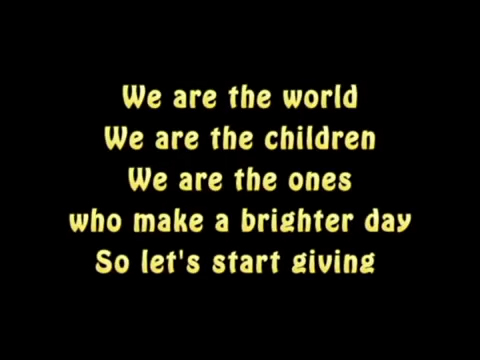 We are the world
We are the children
We are the ones
who make a brighter day
So let's start giving